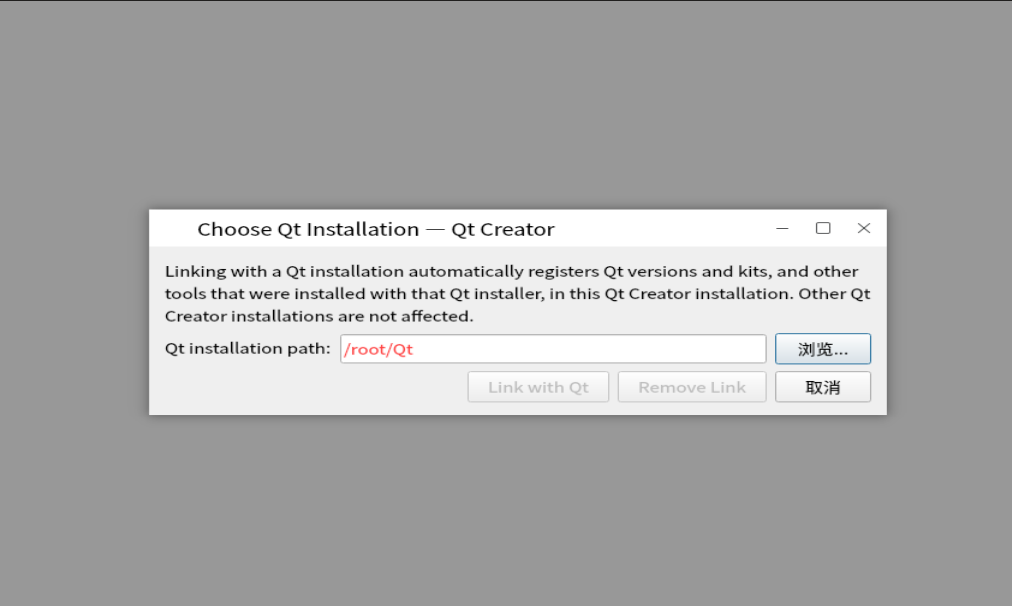 Choose Qt Installation — Qt Creator
Linking with a Qt installation automatically registers Qt versions and kits, and other
tools that were installed with that Qt installer, in this Qt Creator installation. Other Qt
Creator installations are not affected.
Qt installation path: /root/Qt 浏览...
Link with Qt Remove Link 取消